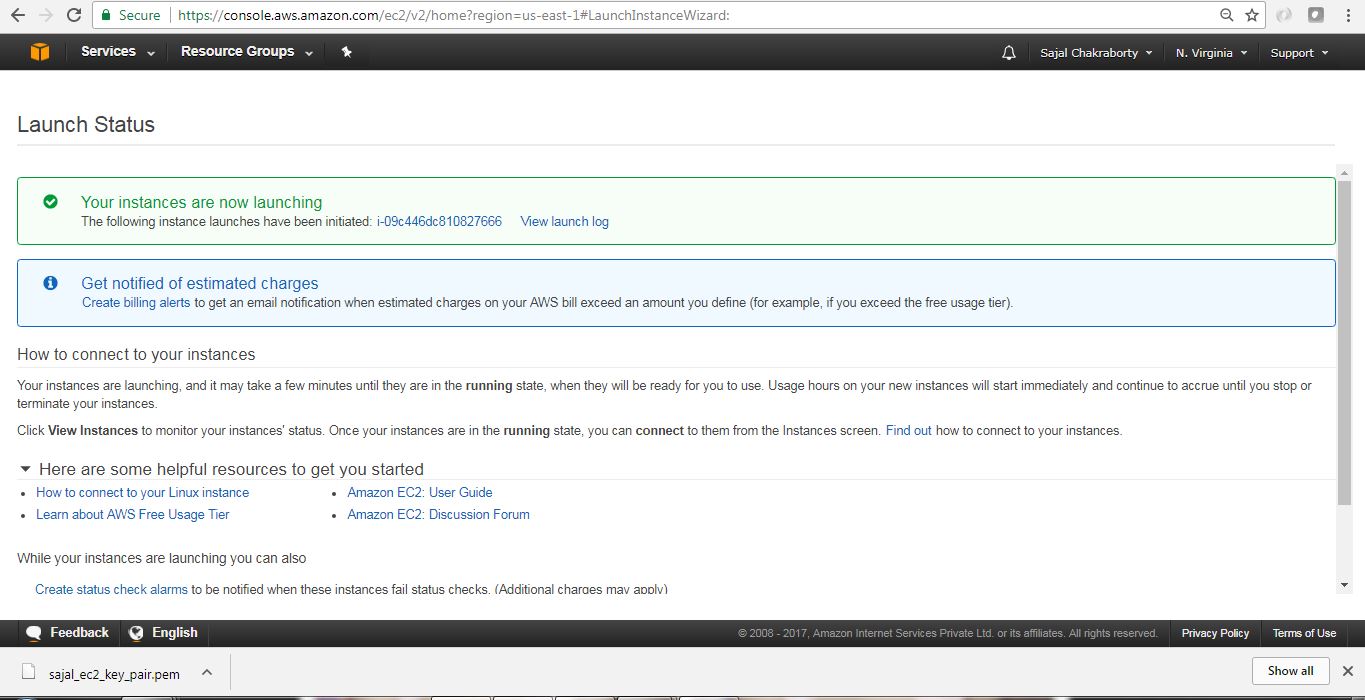 Secure https://console.aws.amazon.com/ec2/v2/home?region=us-east-1#LaunchInstanceWizard:
Services Resource Groups Sajal Chakraborty N. Virginia Support
Launch Status
Your instances are now launching
The following instance launches have been initiated: i-09c446dc810827666 View launch log
Get notified of estimated charges
Create billing alerts to get an email notification when estimated charges on your AWS bill exceed an amount you define (for example, if you exceed the free usage tier).
How to connect to your instances
Your instances are launching, and it may take a few minutes until they are in the running state, when they will be ready for you to use. Usage hours on your new instances will start immediately and continue to accrue until you stop or
terminate your instances.
Click View Instances to monitor your instances' status. Once your instances are in the running state, you can connect to them from the Instances screen. Find out how to connect to your instances.
Here are some helpful resources to get you started
How to connect to your Linux instance
Amazon EC2: User Guide
Learn about AWS Free Usage Tier
Amazon EC2: Discussion Forum
While your instances are launching you can also
Create status check alarms to be notified when these instances fail status checks. (Additional charges may apply)
Feedback English © 2008 - 2017, Amazon Internet Services Private Ltd. or its affiliates. All rights reserved. Privacy Policy Terms of Use
sajal_ec2_key_pair.pem Show all